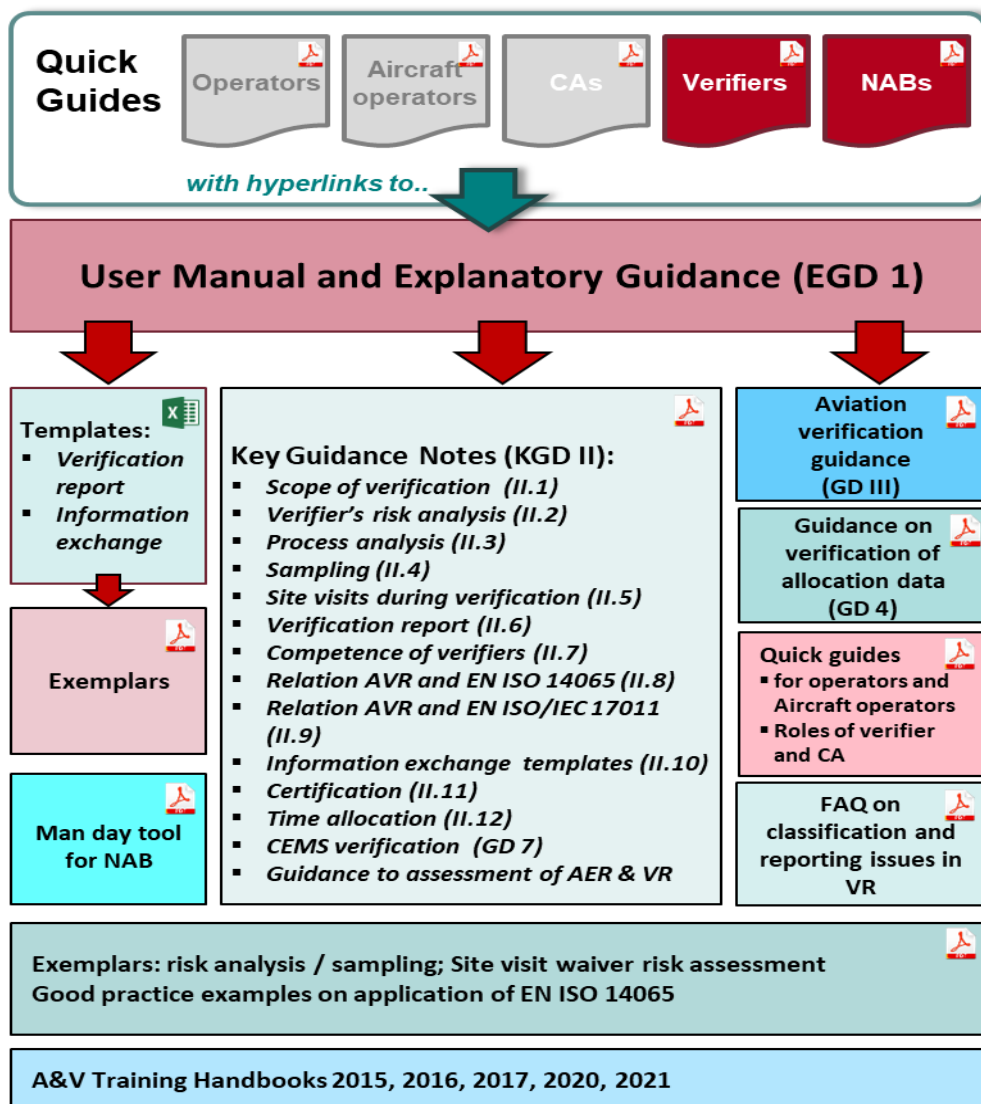 Quick
Guides
Operators
Aircraft
operators
CAs
Verifiers
NABs
with hyperlinks to..
User Manual and Explanatory Guidance (EGD 1)
Templates:
▪ Verification
report
▪ Information
exchange
Exemplars
Man day tool
for NAB
Key Guidance Notes (KGD II):
▪ Scope of verification (II.1)
▪ Verifier's risk analysis (II.2)
▪ Process analysis (II.3)
▪ Sampling (II.4)
▪ Site visits during verification (II.5)
▪ Verification report (II.6)
▪ Competence of verifiers (II.7)
▪ Relation AVR and EN ISO 14065 (II.8)
▪ Relation AVR and EN ISO/IEC 17011
(II.9)
▪ Information exchange templates (II.10)
▪ Certification (II.11)
▪ Time allocation (II.12)
▪ CEMS verification (GD 7)
▪ Guidance to assessment of AER & VR
Aviation
verification
guidance
(GD III)
Guidance on
verification of
allocation data
(GD 4)
Quick guides
▪ for operators and
Aircraft operators
▪ Roles of verifier
and CA
FAQ on
classification and
reporting issues in
VR
Exemplars: risk analysis / sampling; Site visit waiver risk assessment
Good practice examples on application of EN ISO 14065
A&V Training Handbooks 2015, 2016, 2017, 2020, 2021